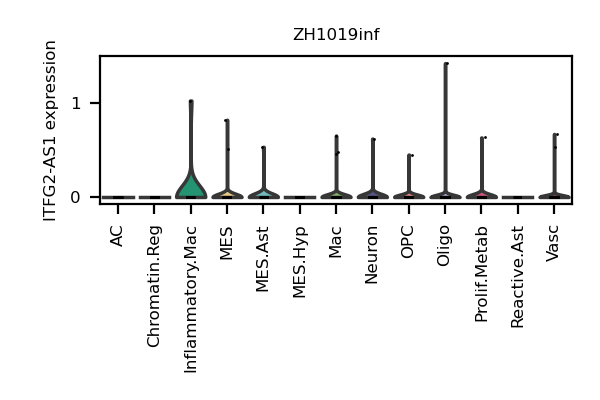 ZH1019inf
ITFG2-AS1 expression
1
0
AC
Chromatin.Reg
Inflammatory.Mac
MES
MES.Ast
MES.Hyp
Mac
Neuron
OPC
Oligo
Prolif.Metab
Reactive.Ast
Vasc